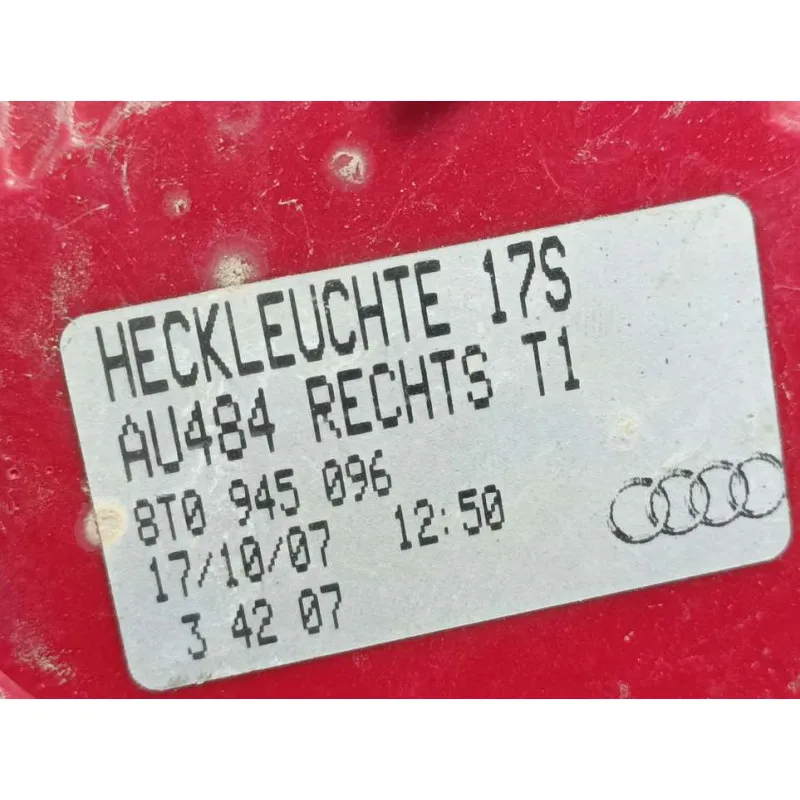 HECKLEUCHTE 17S
AU484 RECHTS T1
8T0 945 096
17/10/07 12:50
3 42 07